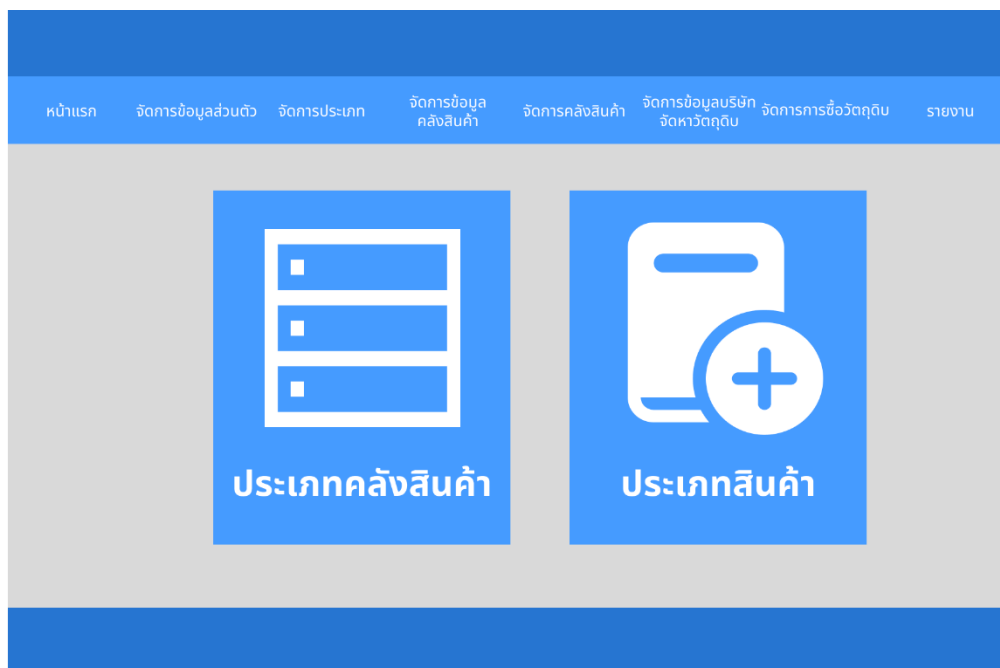 หน้าแรก
จัดการข้อมูลส่วนตัว
จัดการประเภท
จัดการข้อมูล
คลังสินค้า
จัดการคลังสินค้า
จัดการข้อมูลบริษัท
จัดหาวัตถุดิบ
จัดการการซื้อวัตถุดิบ
รายงาน
ประเภทคลังสินค้า
ประเภทสินค้า